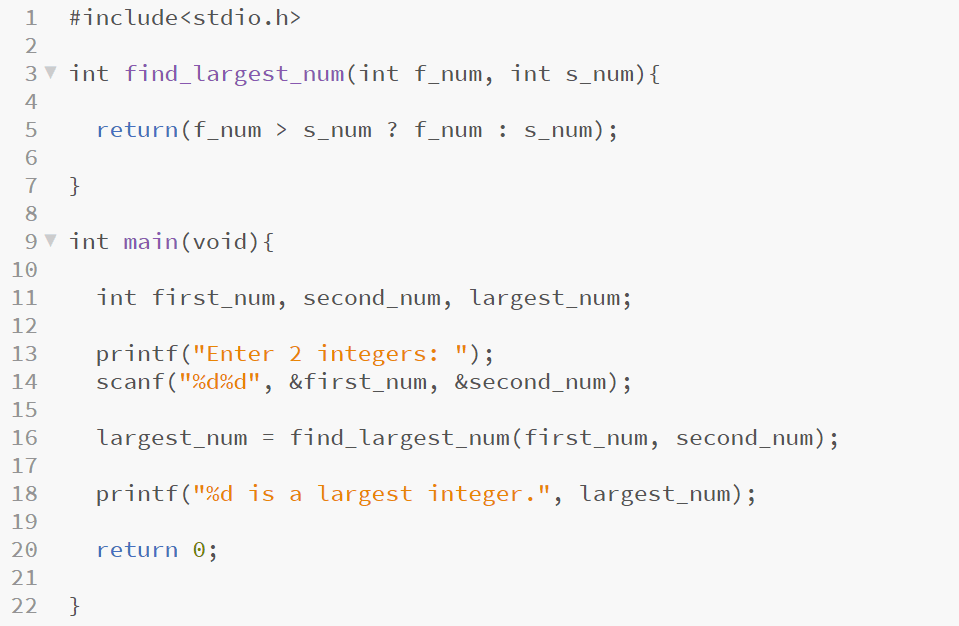 1 #include<stdio.h>
2
3 int find_largest_num(int f_num, int s_num){
4
5 return(f_num > s_num ? f_num : s_num);
6
7 }
8
9 int main(void){
10
11 int first_num, second_num, largest_num;
12
13 printf("Enter 2 integers: ");
14 scanf("%d%d", &first_num, &second_num);
15
16 largest_num = find_largest_num(first_num, second_num);
17
18 printf("%d is a largest integer.", largest_num);
19
20 return 0;
21
22 }